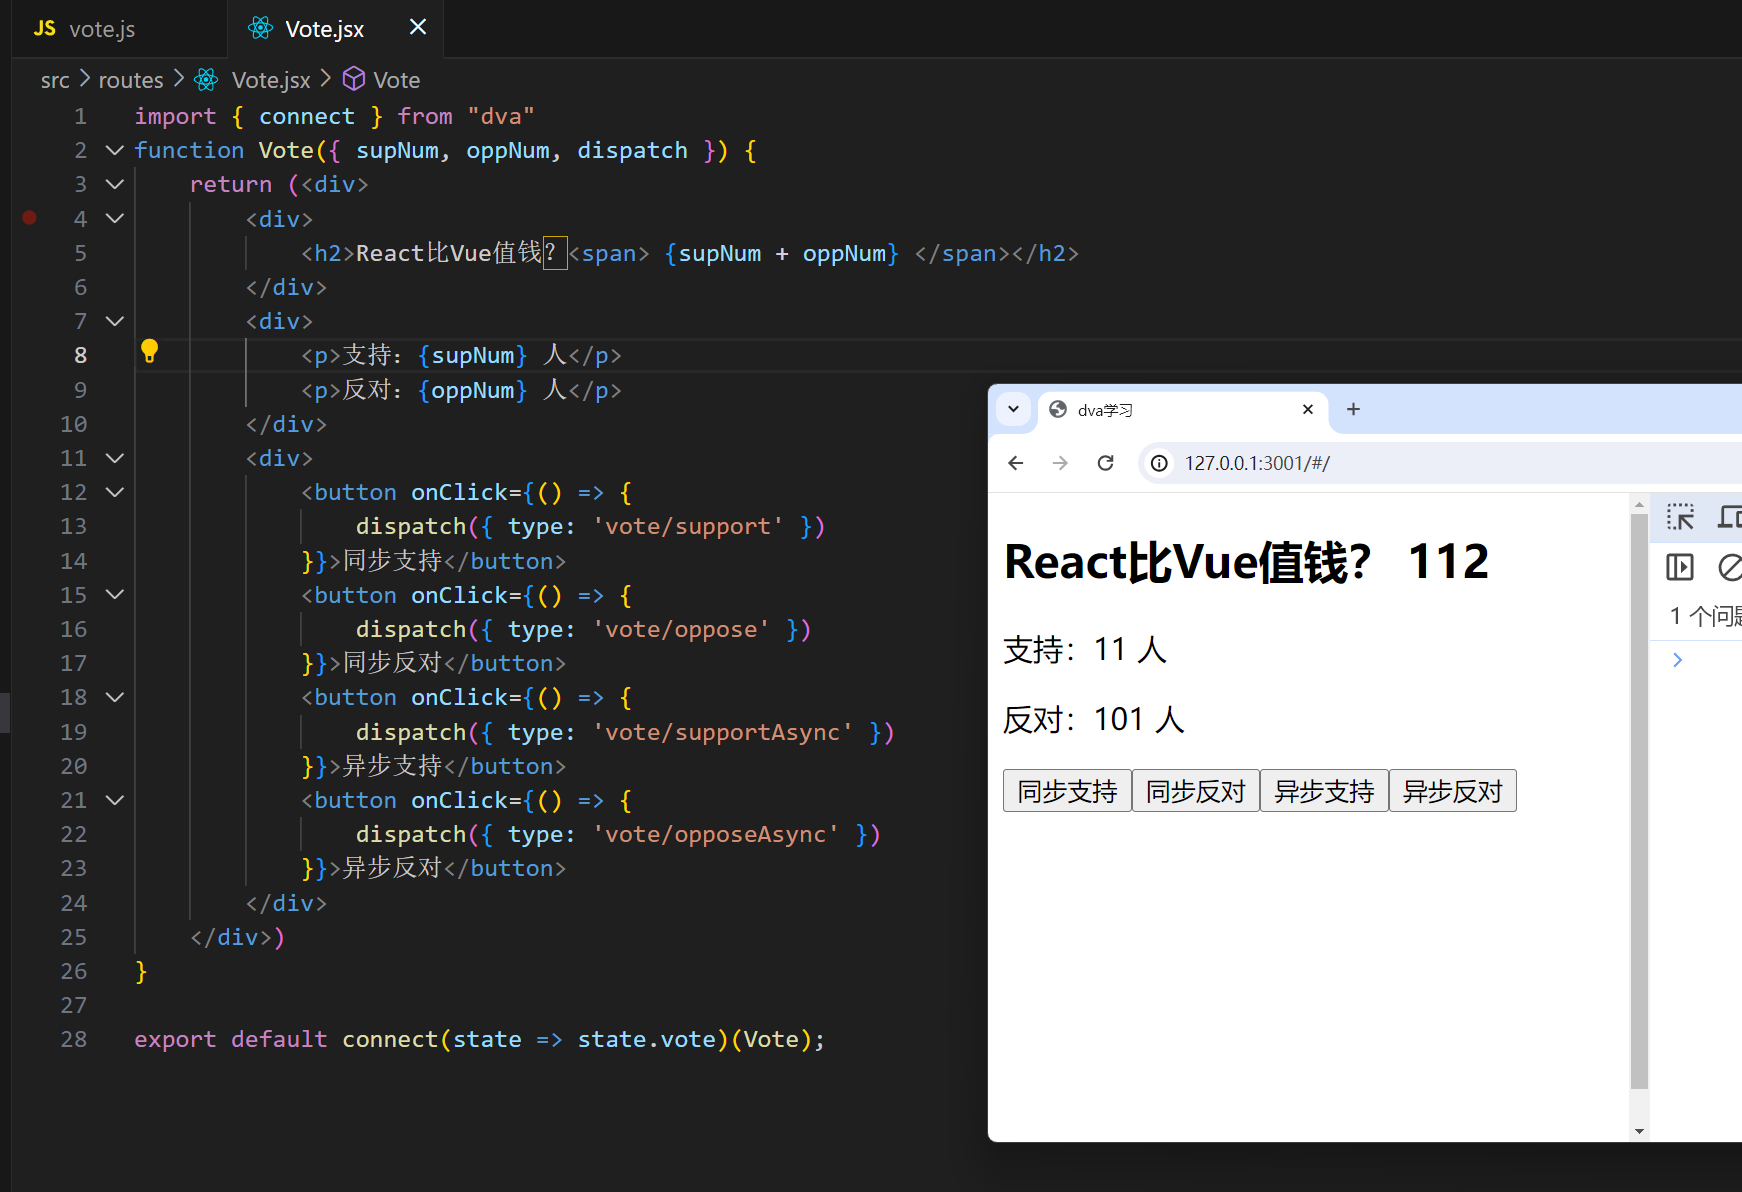 JS vote.js
Vote.jsx
src > routes > Vote.jsx > Vote
1 import { connect } from "dva"
2 function Vote({ supNum, oppNum, dispatch }) {
3 return (<div>
4 <div>
5 <h2>React比Vue值钱？<span> {supNum + oppNum} </span></h2>
6 </div>
7 <div>
8 <p>支持：{supNum} 人</p>
9 <p>反对：{oppNum} 人</p>
10 </div>
11 <div>
12 <button onClick={() => {
13 dispatch({ type: 'vote/support' })
14 }}>同步支持</button>
15 <button onClick={() => {
16 dispatch({ type: 'vote/oppose' })
17 }}>同步反对</button>
18 <button onClick={() => {
19 dispatch({ type: 'vote/supportAsync' })
20 }}>异步支持</button>
21 <button onClick={() => {
22 dispatch({ type: 'vote/opposeAsync' })
23 }}>异步反对</button>
24 </div>
25 </div>)
26 }
27
28 export default connect(state => state.vote)(Vote);
dva学习
127.0.0.1:3001/#/
React比Vue值钱？ 112
支持：11 人
反对：101 人
同步支持 同步反对 异步支持 异步反对
1 个问